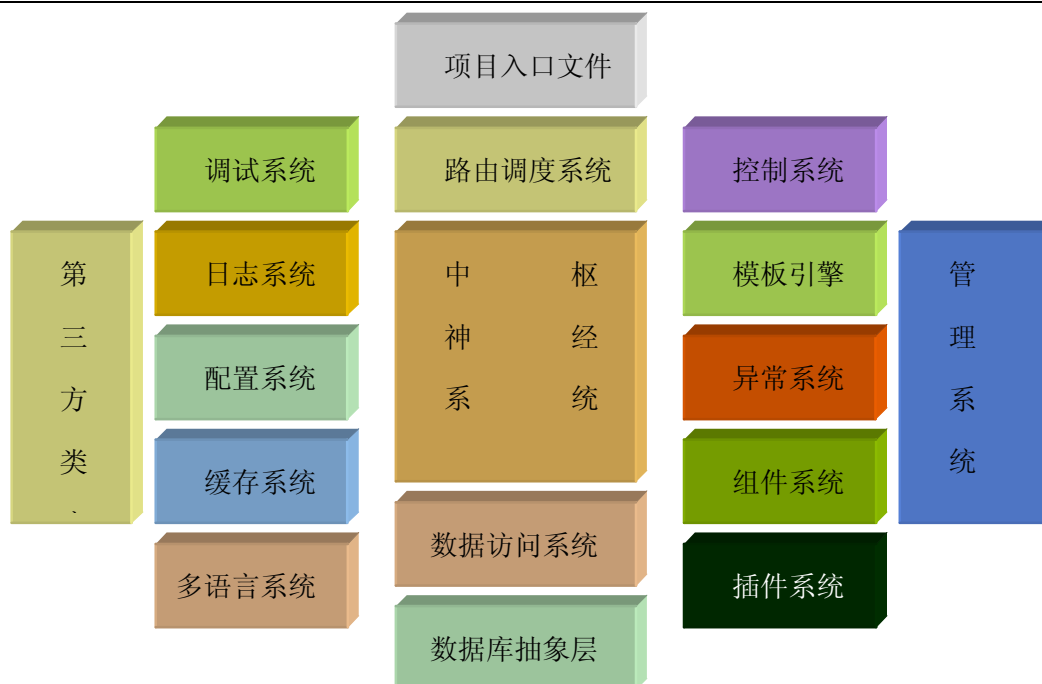 项目入口文件
调试系统
路由调度系统
控制系统
第三方类
日志系统
中枢
神经
系统
模板引擎
管理系统
配置系统
异常系统
缓存系统
组件系统
数据访问系统
多语言系统
插件系统
数据库抽象层